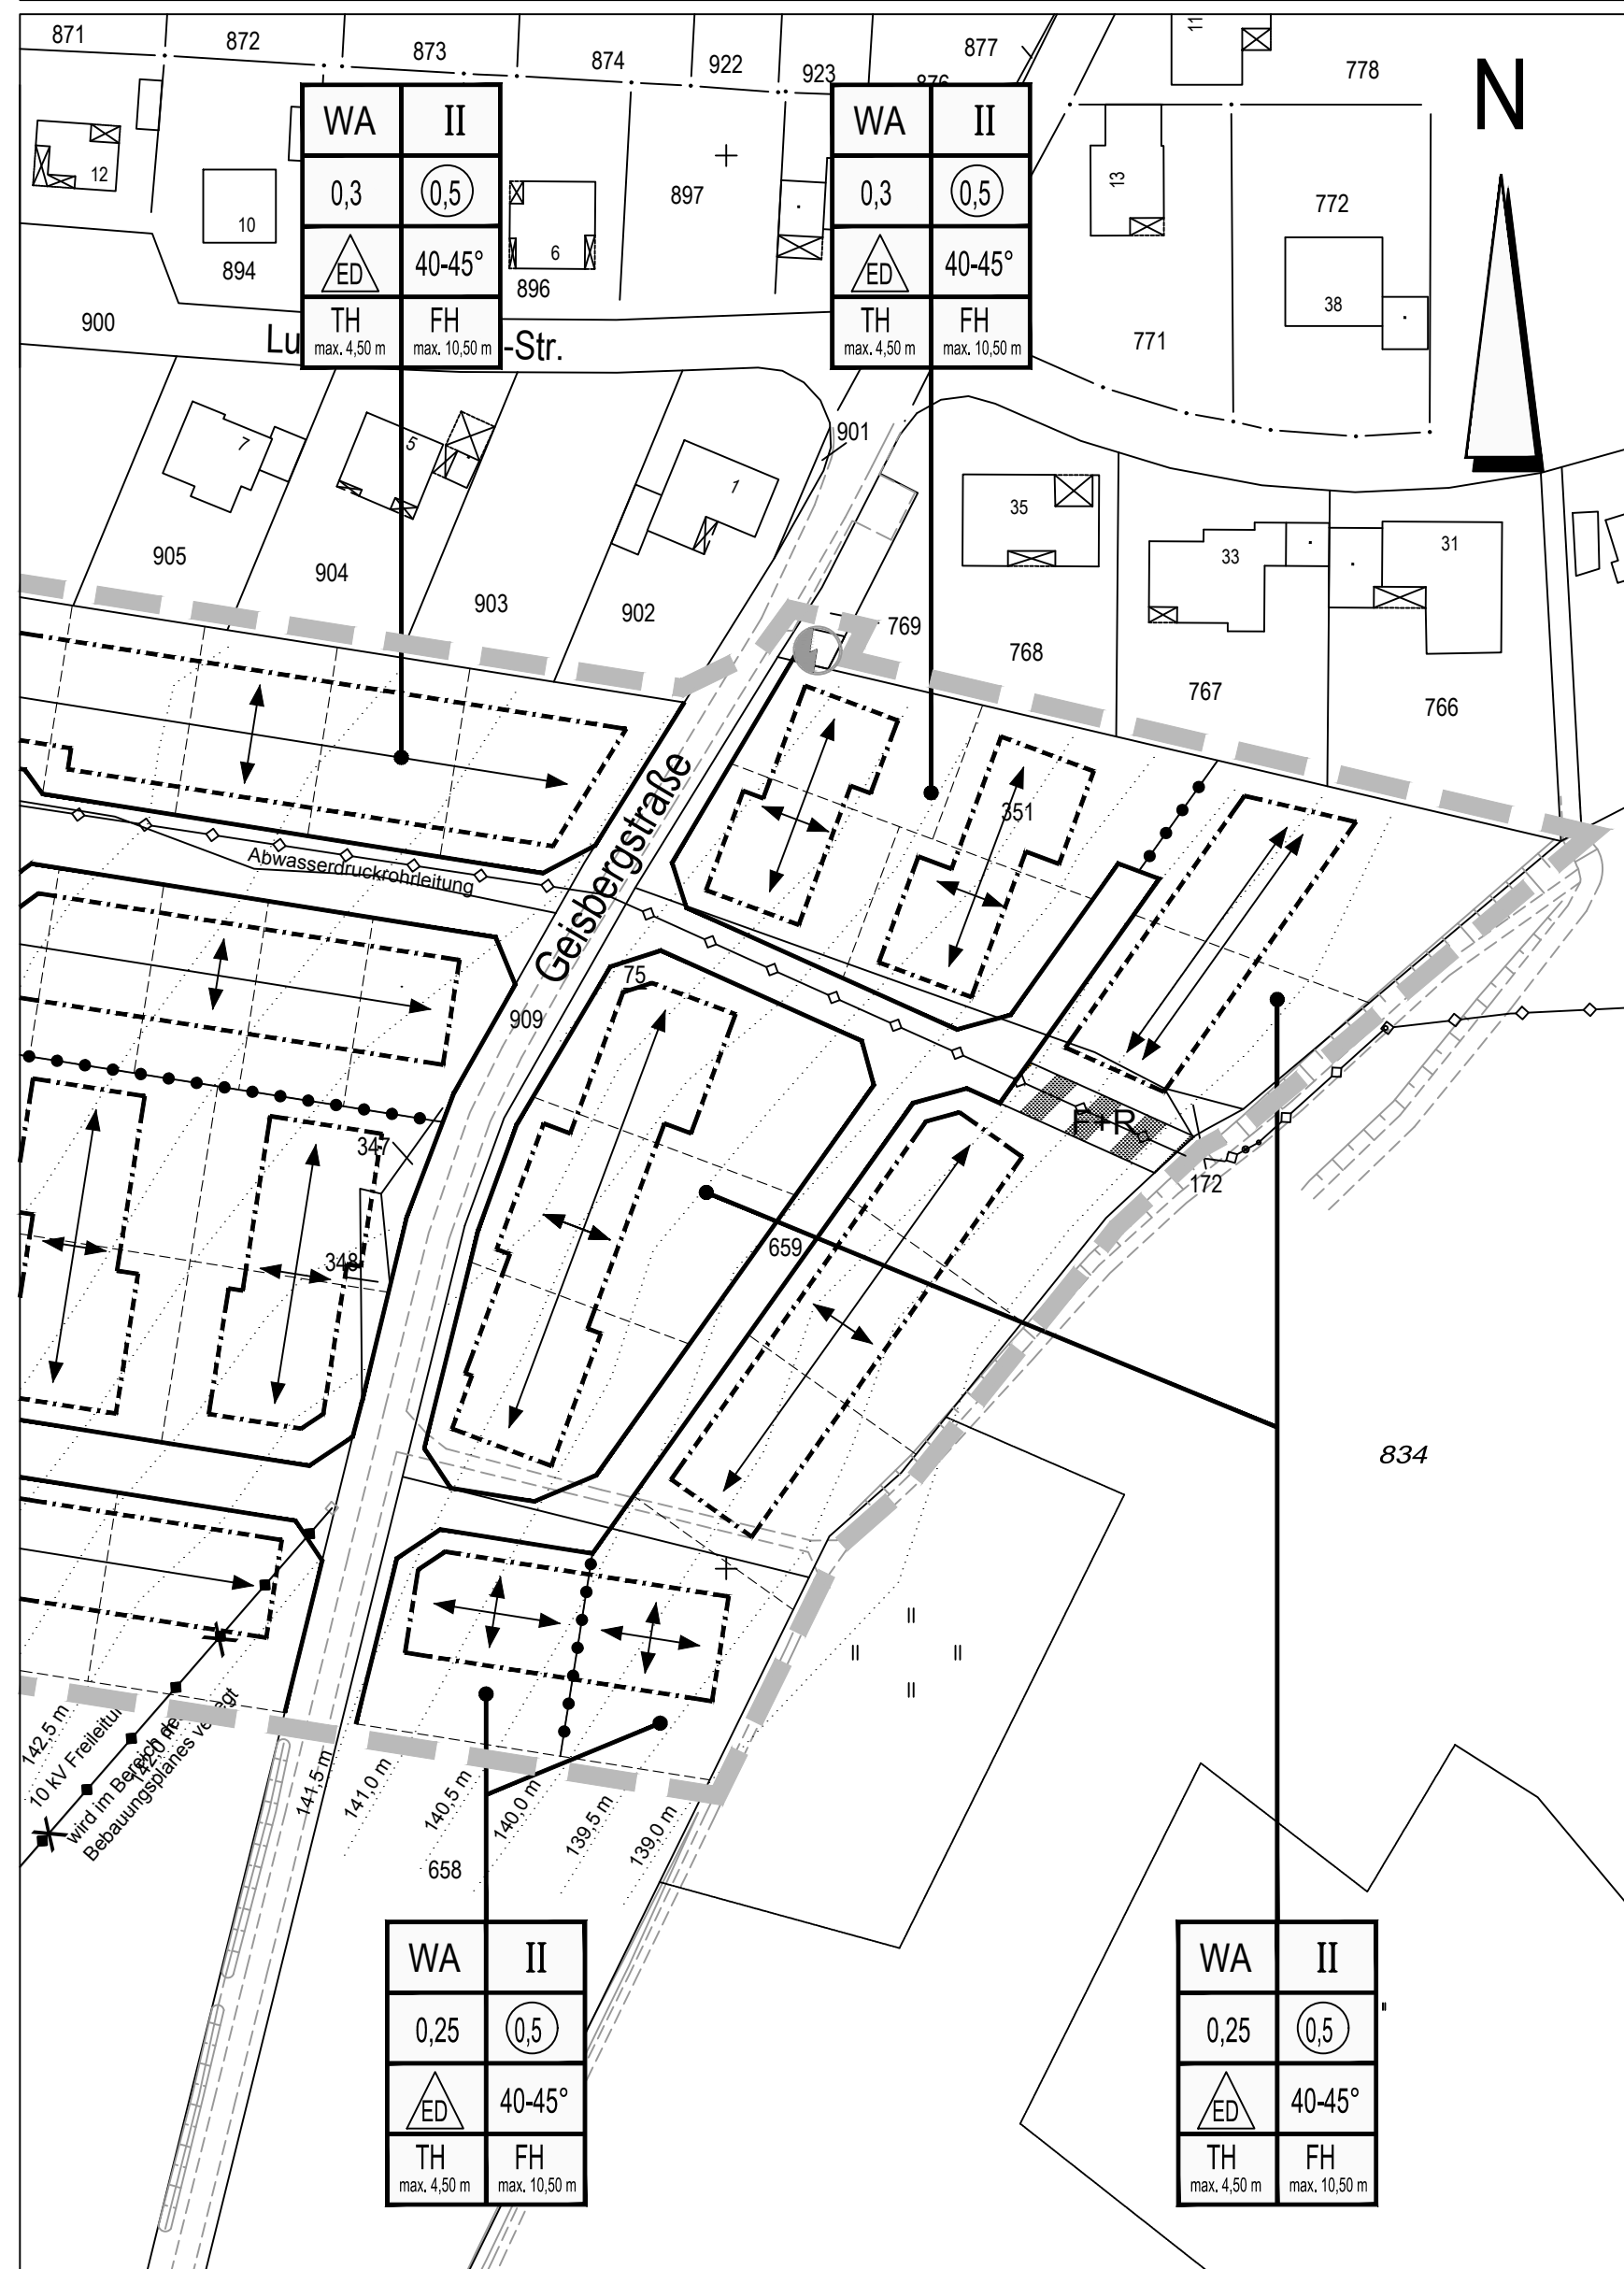 871
872
873
874
922
923
877
11
778
N
WA II
0,3 0,5
ED 40-45°
TH FH
max. 4,50 m max. 10,50 m
WA II
0,3 0,5
ED 40-45°
TH FH
max. 4,50 m max. 10,50 m
12
10
894
6
896
897
13
772
38
771
900
-Str.
7
5
1
901
905
904
903
902
769
35
33
31
768
767
766
Geisbergstraße
Abwasserdruckrohrleitung
351
75
909
347
348
F+R
172
659
834
II
II
II
II
142,5 m
10 kV
142,0 m
wird im Bereich
Bebauungsplanes
141,5 m
141,0 m
140,5 m
140,0 m
139,5 m
139,0 m
658
WA II
0,25 0,5
ED 40-45°
TH FH
max. 4,50 m max. 10,50 m
WA II
0,25 0,5
ED 40-45°
TH FH
max. 4,50 m max. 10,50 m